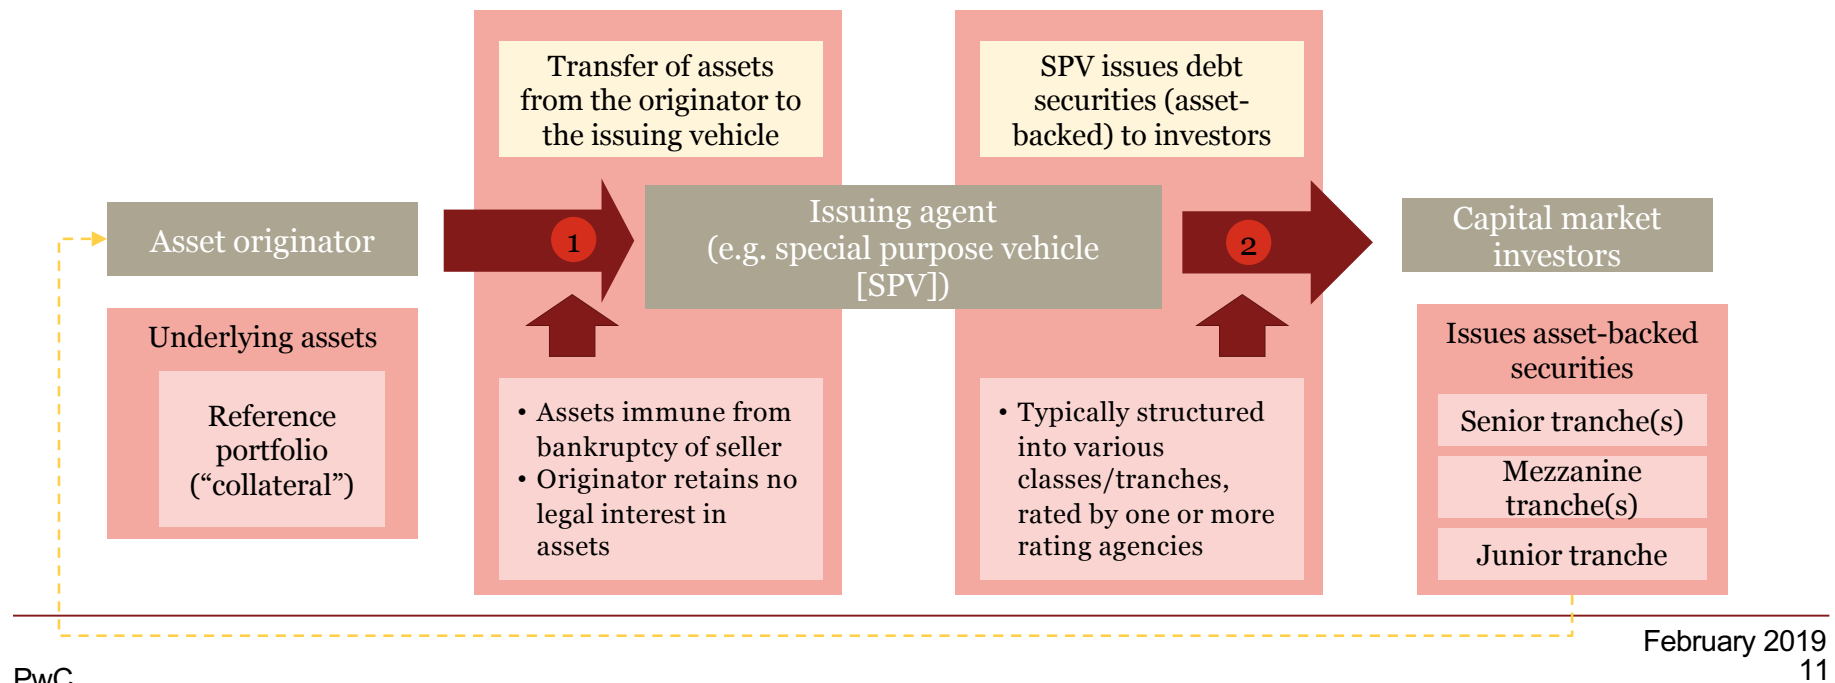 Transfer of assets
from the originator to
the issuing vehicle
SPV issues debt
securities (asset-
backed) to investors
Asset originator
1
Issuing agent
(e.g. special purpose vehicle
[SPV])
2
Capital market
investors
Underlying assets
Reference
portfolio
(“collateral”)
• Assets immune from
bankruptcy of seller
• Originator retains no
legal interest in
assets
• Typically structured
into various
classes/tranches,
rated by one or more
rating agencies
Issues asset-backed
securities
Senior tranche(s)
Mezzanine
tranche(s)
Junior tranche
February 2019
11
PwC